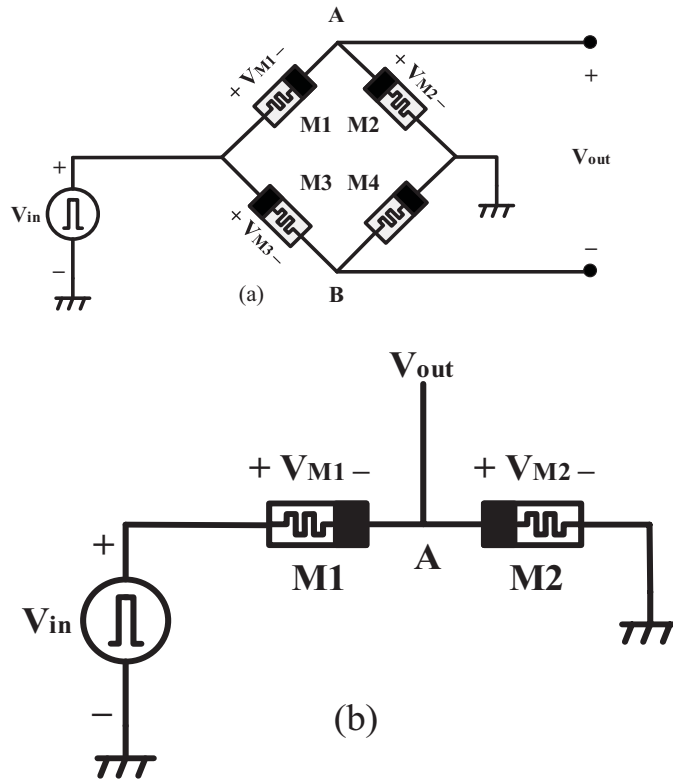 A
+ VM1 –
+ VM2 –
+
M1 M2
Vout
+
M3 M4
Vin
+ VM3 –
–
–
(a)
B
Vout
+ VM1 –
+ VM2 –
+
M1
A
M2
Vin
–
(b)